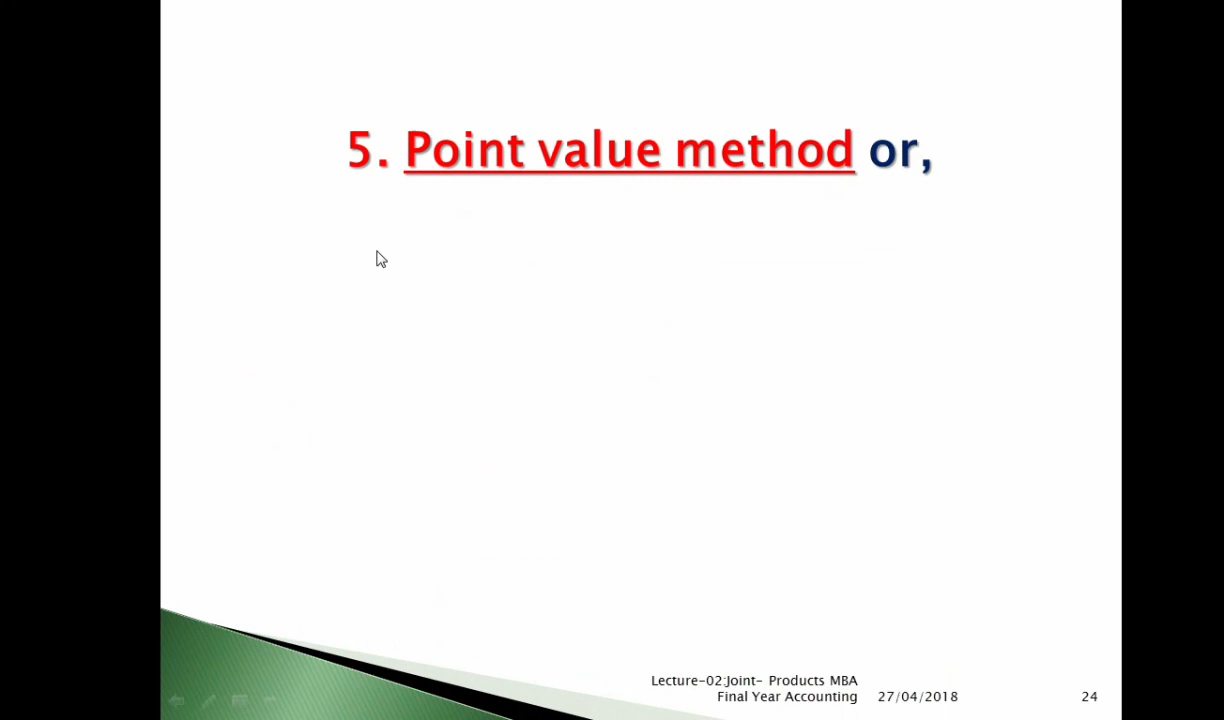 5. Point value method or,
Lecture-02:Joint- Products MBA
Final Year Accounting
27/04/2018
24